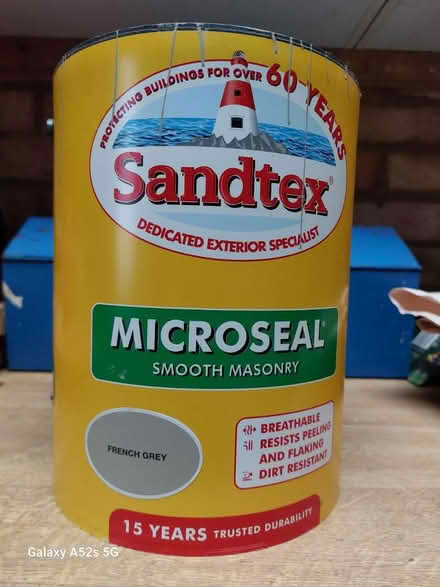 PROTECTING BUILDINGS FOR OVER 60 YEARS
Sandtex®
DEDICATED EXTERIOR SPECIALIST
MICROSEAL
SMOOTH MASONRY
FRENCH GREY
BREATHABLE
RESISTS PEELING
AND FLAKING
DIRT RESISTANT
15 YEARS TRUSTED DURABILITY
Galaxy A52s 5G